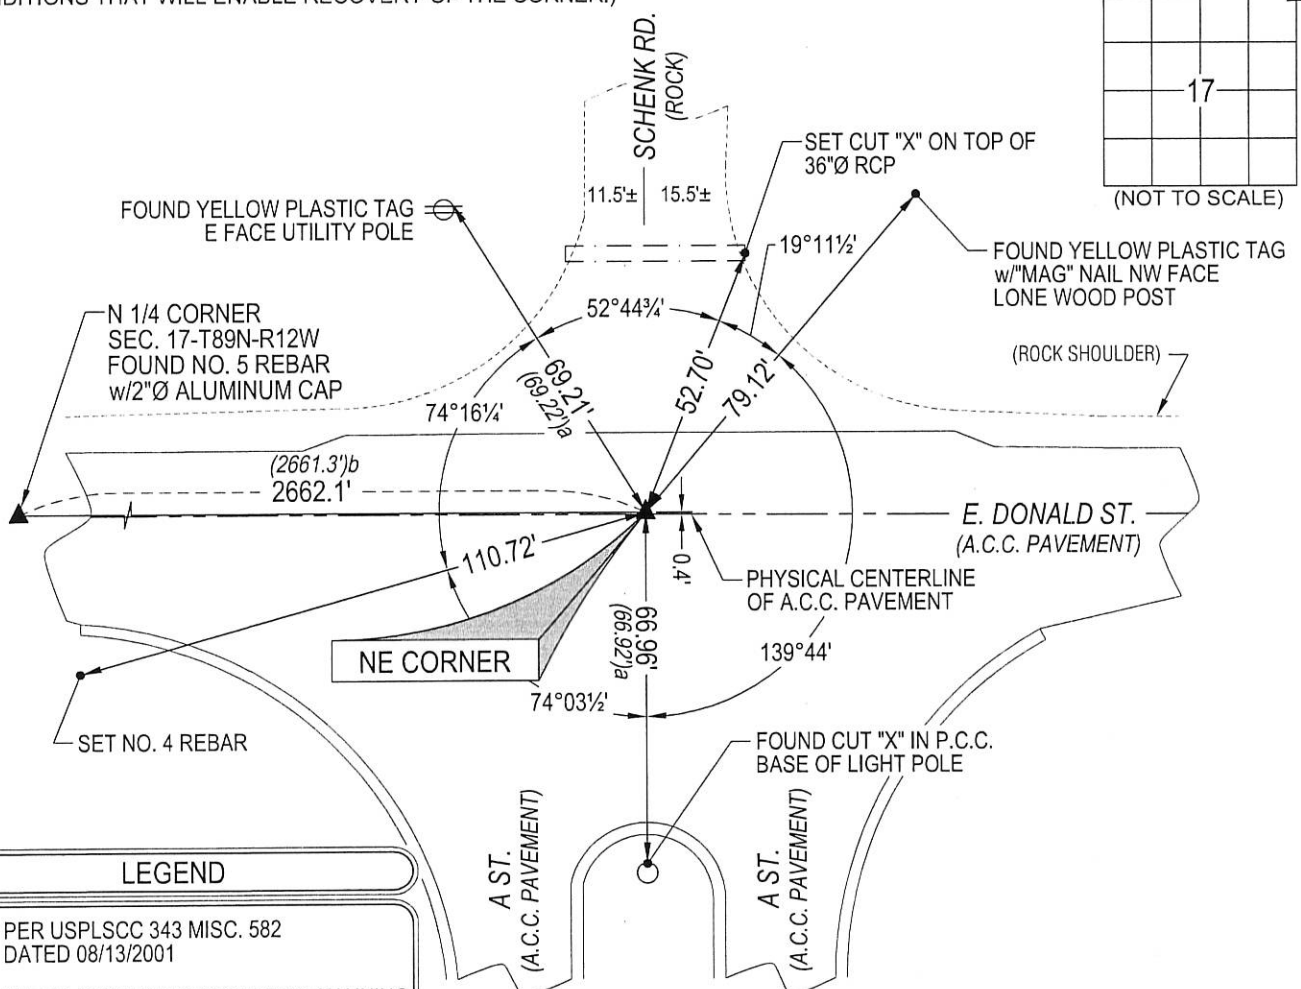 SCHENK RD.
(ROCK)
17
(NOT TO SCALE)
SET CUT "X" ON TOP OF
36"Ø RCP
11.5'± 15.5'±
FOUND YELLOW PLASTIC TAG
E FACE UTILITY POLE
19°11½'
FOUND YELLOW PLASTIC TAG
w/"MAG" NAIL NW FACE
LONE WOOD POST
N 1/4 CORNER
SEC. 17-T89N-R12W
FOUND NO. 5 REBAR
w/2"Ø ALUMINUM CAP
52°44¾'
(ROCK SHOULDER)
69.21'
(69.22')a
52.70'
79.12'
74°16¼'
(2661.3')b
2662.1'
E. DONALD ST.
(A.C.C. PAVEMENT)
110.72'
0.4'
PHYSICAL CENTERLINE
OF A.C.C. PAVEMENT
66.96'
(66.92')a
NE CORNER
139°44'
74°03½'
SET NO. 4 REBAR
FOUND CUT "X" IN P.C.C.
BASE OF LIGHT POLE
A ST.
(A.C.C. PAVEMENT)
A ST.
(A.C.C. PAVEMENT)
LEGEND
PER USPLSCC 343 MISC. 582
DATED 08/13/2001